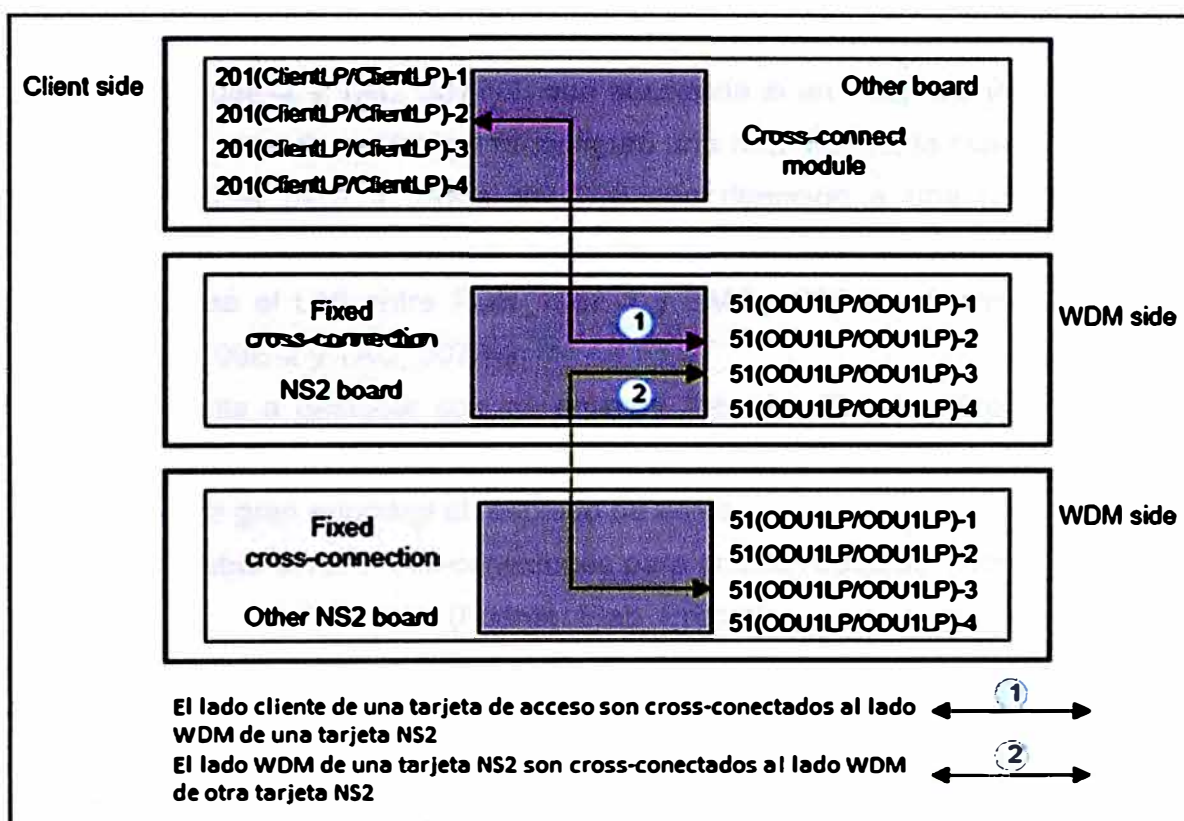 Client side
201(ClientLP/ClientLP)-1
201(ClientLP/ClientLP)-2
201(ClientLP/ClientLP)-3
201(ClientLP/ClientLP)-4
Other board
Cross-connect
module
Fixed
cross-connection
NS2 board
1
2
51(ODU1LP/ODU1LP)-1
51(ODU1LP/ODU1LP)-2
51(ODU1LP/ODU1LP)-3
51(ODU1LP/ODU1LP)-4
WDM side
Fixed
cross-connection
Other NS2 board
51(ODU1LP/ODU1LP)-1
51(ODU1LP/ODU1LP)-2
51(ODU1LP/ODU1LP)-3
51(ODU1LP/ODU1LP)-4
WDM side
El lado cliente de una tarjeta de acceso son cross-conectados al lado
WDM de una tarjeta NS2
1
El lado WDM de una tarjeta NS2 son cross-conectados al lado WDM
de otra tarjeta NS2
2